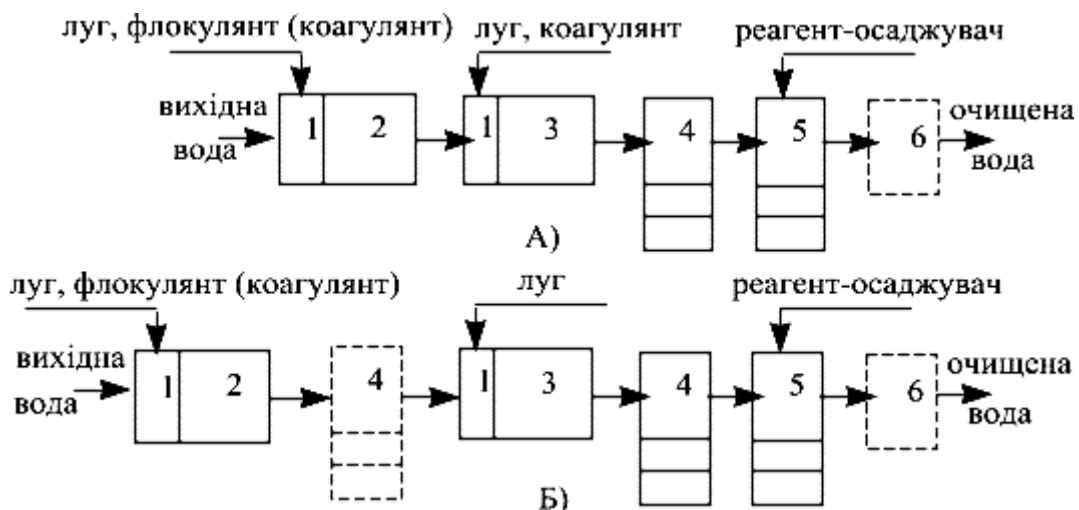 луг, флокулянт (коагулянт) луг, коагулянт реагент-осаджувач
вихідна вода 1 2 1 3 4 5 6 очищена вода
А)
луг, флокулянт (коагулянт) луг реагент-осаджувач
вихідна вода 1 2 4 1 3 4 5 6 очищена вода
Б)